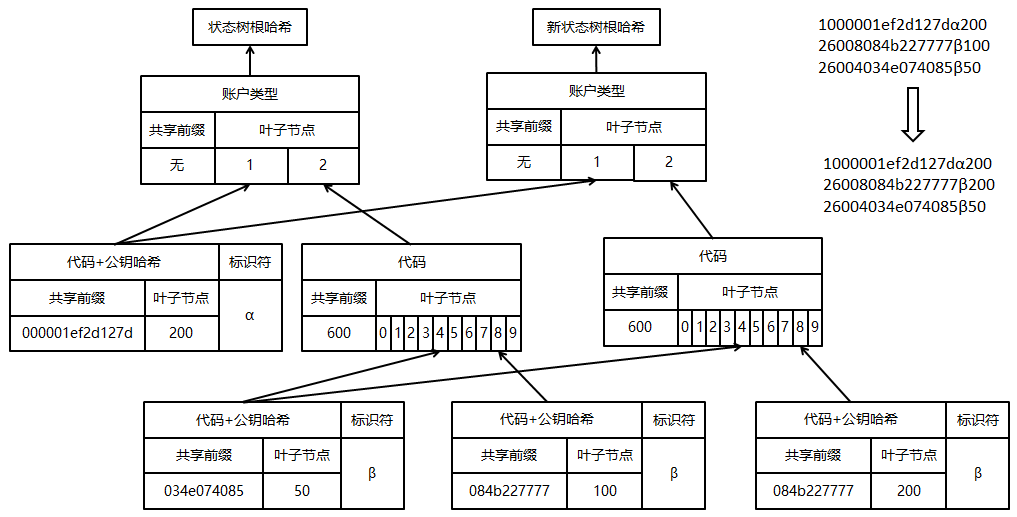 状态树根哈希
新状态树根哈希
1000001ef2d127dα200
26008084b227777β100
26004034e074085β50
账户类型
共享前缀 叶子节点
无 1 2
账户类型
共享前缀 叶子节点
无 1 2
1000001ef2d127dα200
26008084b227777β200
26004034e074085β50
代码+公钥哈希 标识符
共享前缀 叶子节点 α
000001ef2d127d 200
代码
共享前缀 叶子节点
600 0 1 2 3 4 5 6 7 8 9
代码
共享前缀 叶子节点
600 0 1 2 3 4 5 6 7 8 9
代码+公钥哈希 标识符
共享前缀 叶子节点 β
034e074085 50
代码+公钥哈希 标识符
共享前缀 叶子节点 β
084b227777 100
代码+公钥哈希 标识符
共享前缀 叶子节点 β
084b227777 200